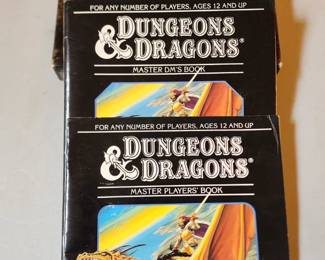 FOR ANY NUMBER OF PLAYERS, AGES 12 AND UP
DUNGEONS
& DRAGONS®
MASTER DM'S BOOK
FOR ANY NUMBER OF PLAYERS, AGES 12 AND UP
DUNGEONS
& DRAGONS®
MASTER PLAYERS' BOOK